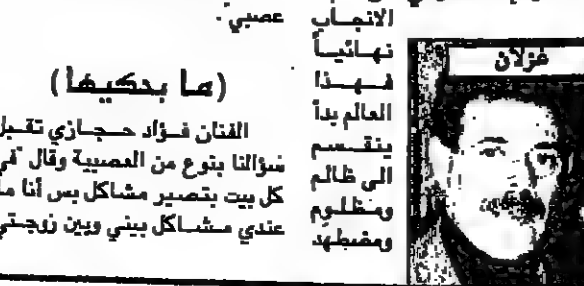 عصبي".
(ما بحكيها)
الفنان فؤاد حجازي تقبل
سؤالنا بنوع من العصبية وقال "في
كل بيت بتصير مشاكل بس أنا ما
عندي مشاكل بيني وبين زوجتي
الانجاب
نهائياً
فهذا
العالم بدأ
ينقسم
الى ظالم
ومظلوم
ومضطهد
غزلان